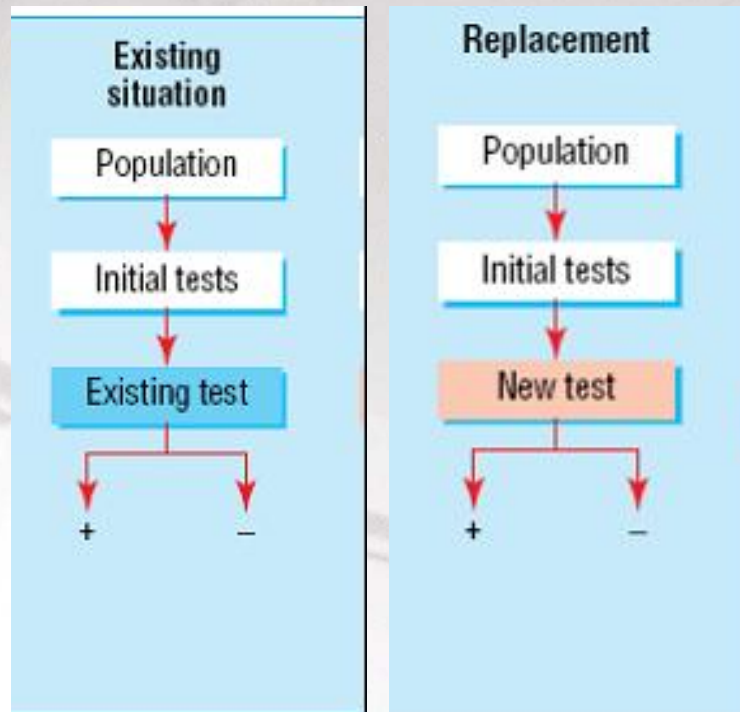 Existing
situation
Population
Initial tests
Existing test
+ −
Replacement
Population
Initial tests
New test
+ −